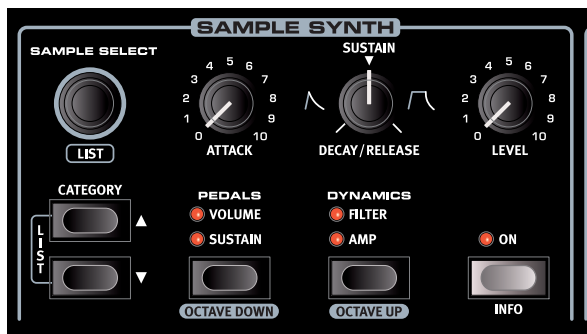 SAMPLE SYNTH
SAMPLE SELECT
LIST
0 1 2 3 4 5 6 7 8 9 10
ATTACK
SUSTAIN
DECAY/RELEASE
0 1 2 3 4 5 6 7 8 9 10
LEVEL
CATEGORY
LIST
PEDALS
VOLUME
SUSTAIN
OCTAVE DOWN
DYNAMICS
FILTER
AMP
OCTAVE UP
ON
INFO